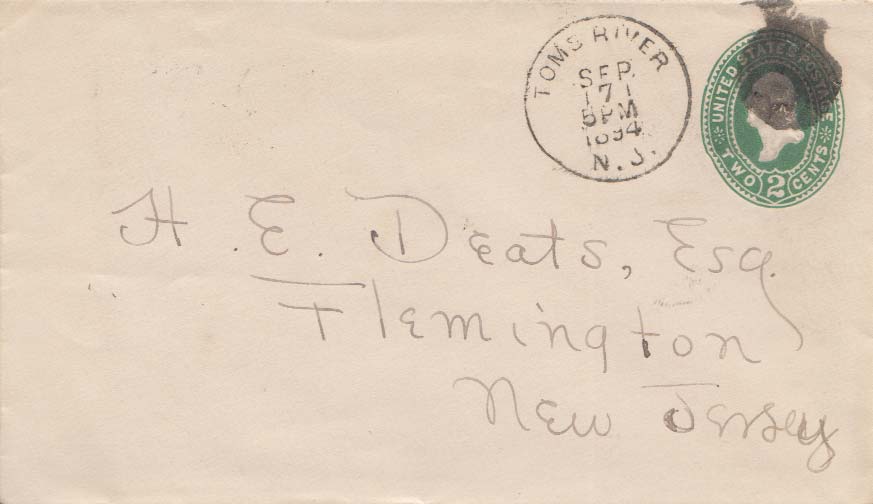 TOMS RIVER
SEP
17
5PM
1894
N.J.
UNITED STATES POSTAGE
TWO 2 CENTS
H. E. Deats, Esq.
Flemington
New Jersey